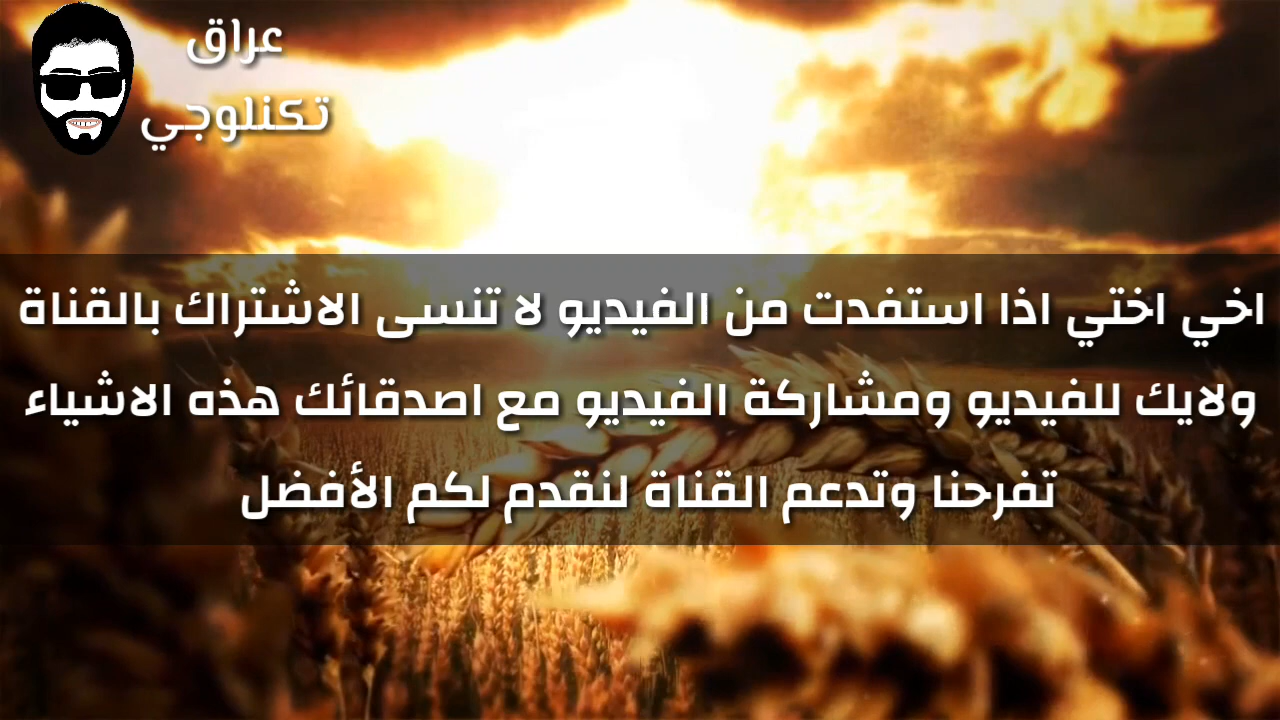 عراق
تكنلوجي
اخي اختي اذا استفدت من الفيديو لا تنسى الاشتراك بالقناة
ولايك للفيديو ومشاركة الفيديو مع اصدقائك هذه الاشياء
تفرحنا وتدعم القناة لنقدم لكم الأفضل